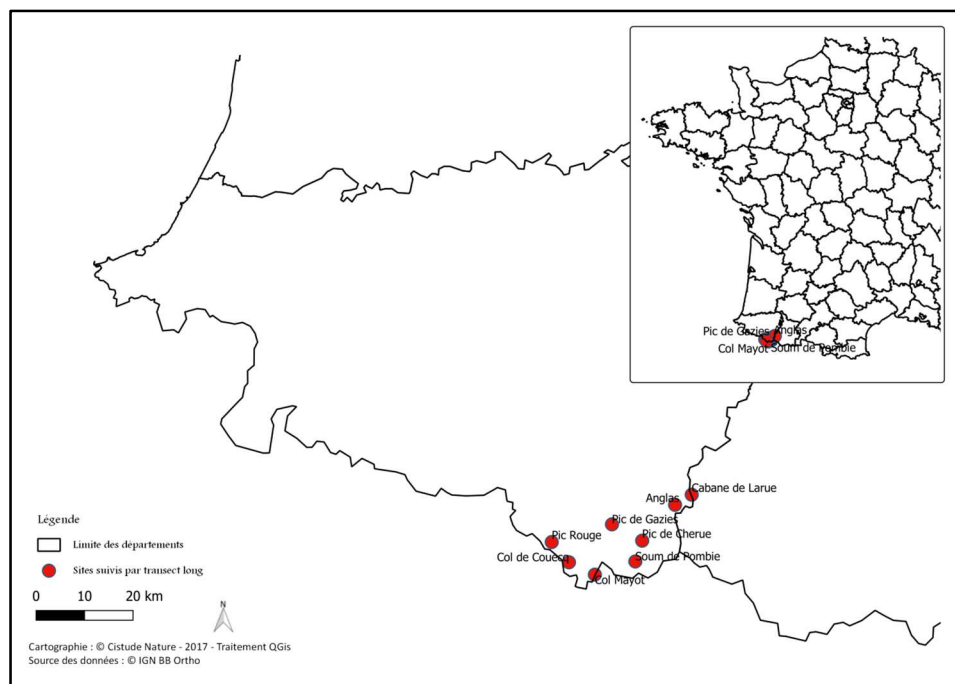 Pic de Gazies
Anglas
Col Mayot
Soum de Pombie
Cabane de Larue
Anglas
Pic de Gazies
Pic de Cherue
Pic Rouge
Col de Couecq
Soum de Pombie
Col Mayot
Légende
Limite des départements
Sites suivis par transect long
0 10 20 km
N
Cartographie : © Cistude Nature - 2017 - Traitement QGis
Source des données : © IGN BB Ortho